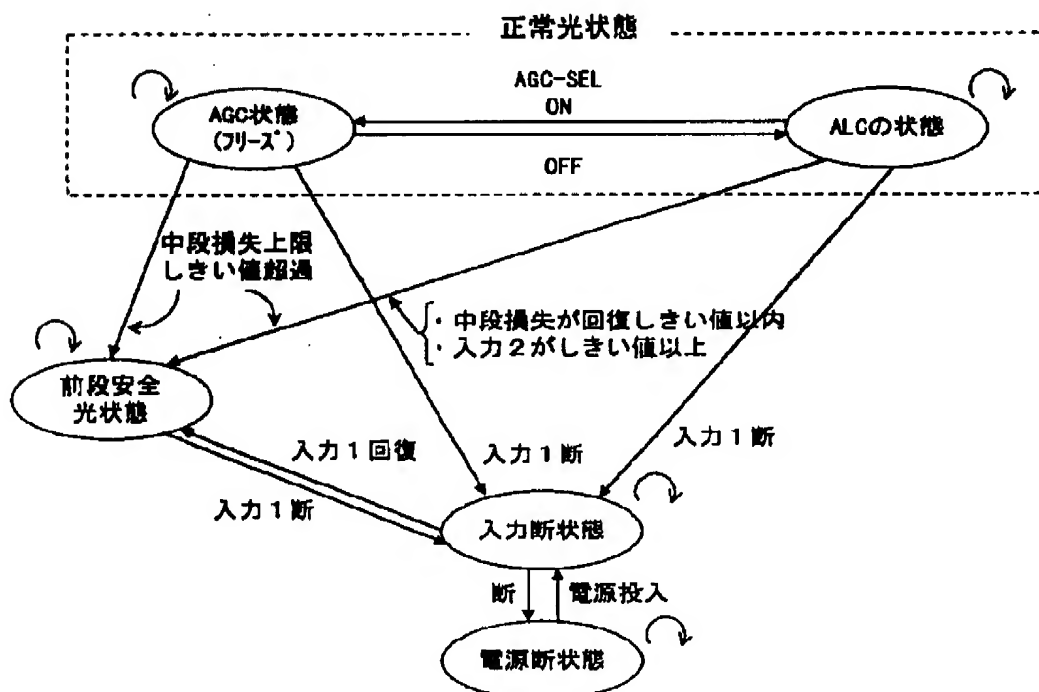 正常光状態
AGC-SEL
ON
AGC状態
(フリーズ)
ALCの状態
OFF
中段損失上限
しきい値超過
・中段損失が回復しきい値以内
・入力2がしきい値以上
前段安全
光状態
入力1回復
入力1断
入力1断
入力1断
入力断状態
断
電源投入
電源断状態